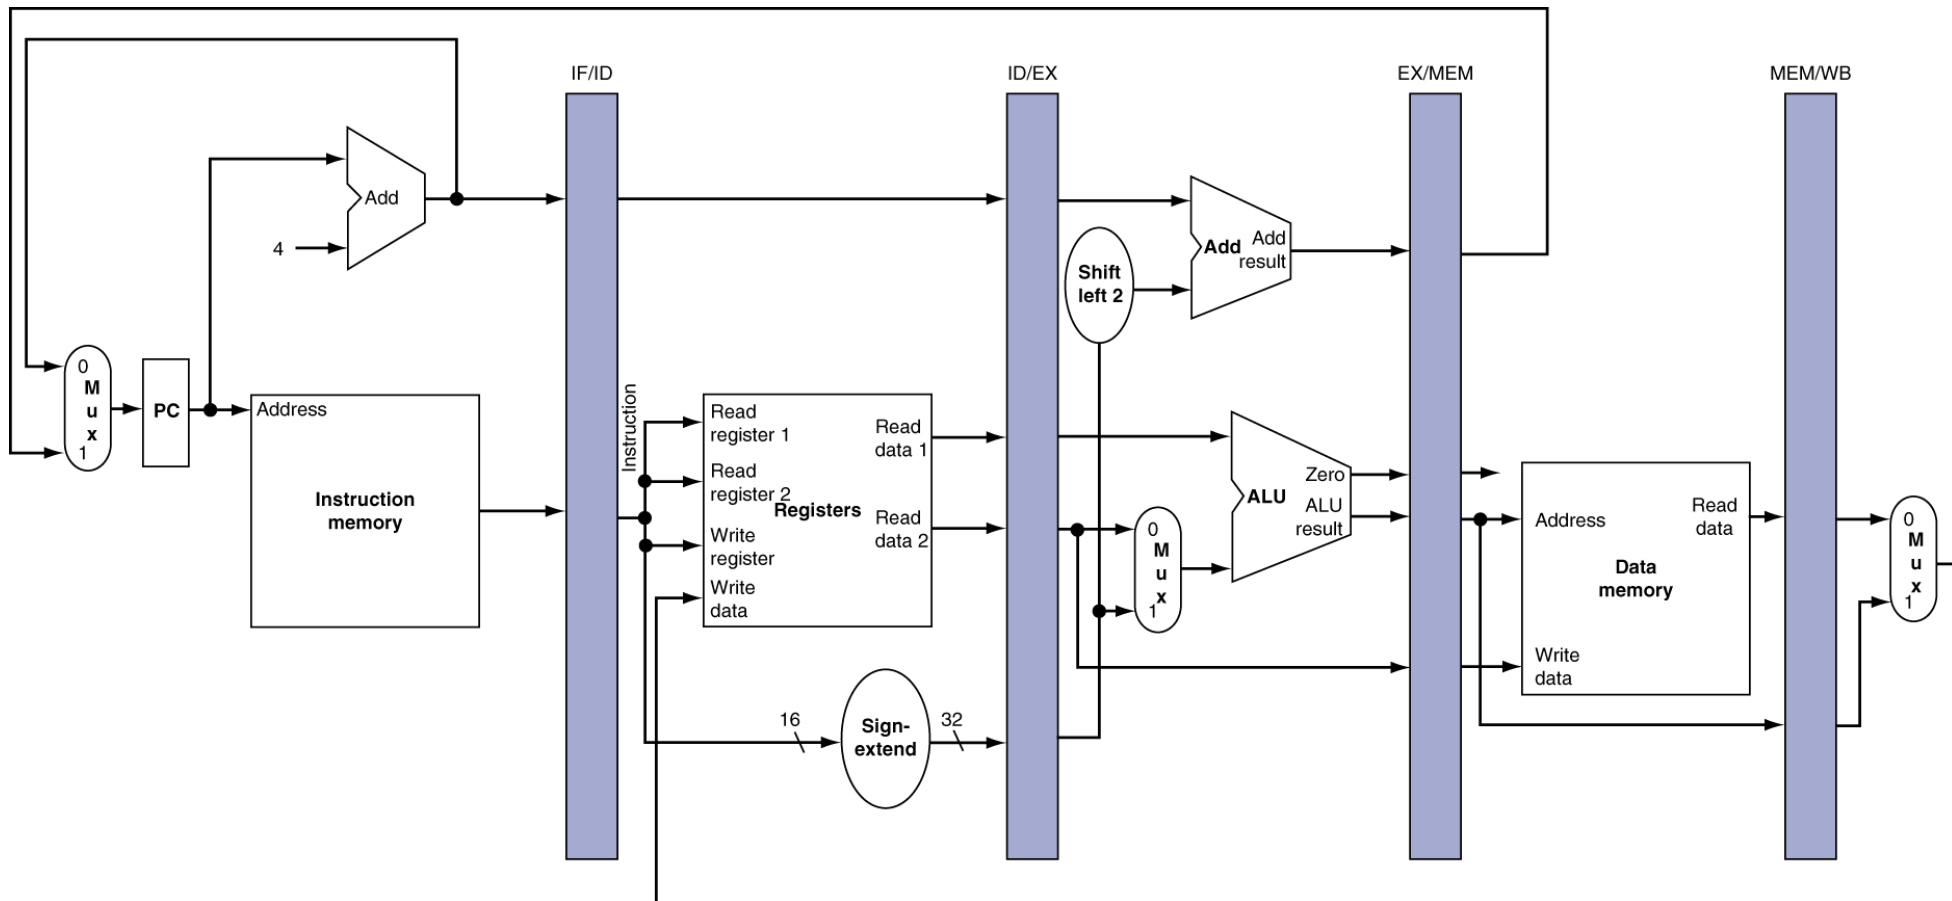 IF/ID
ID/EX
EX/MEM
MEM/WB
Add
4
Add
Add
result
Shift
left 2
0
M
u
x
1
PC
Address
Instruction
memory
Instruction
Read
register 1
Read
register 2
Write
register
Write
data
Registers
Read
data 1
Read
data 2
16
Sign-
extend
32
0
M
u
x
1
Zero
ALU
ALU
result
Address
Read
data
Data
memory
Write
data
0
M
u
x
1